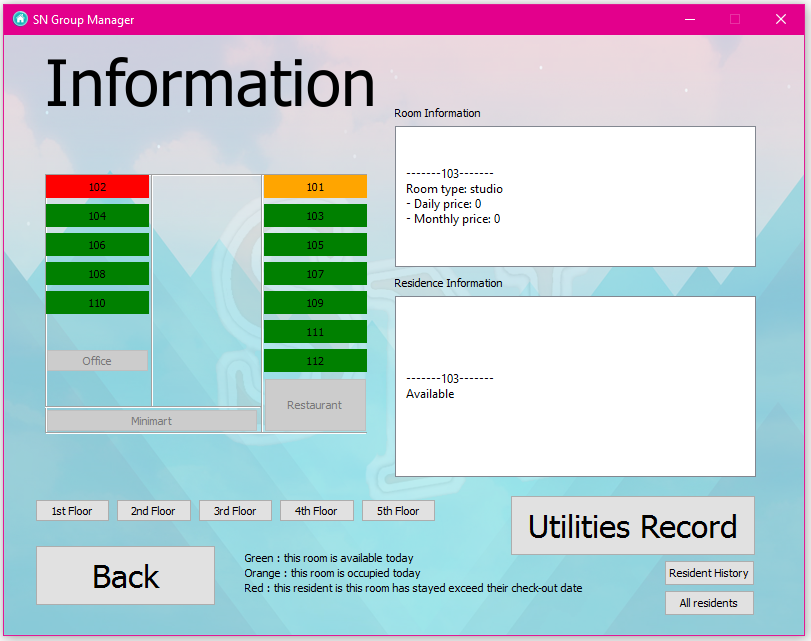 SN Group Manager
Information
Room Information
-------103-------
Room type: studio
- Daily price: 0
- Monthly price: 0
102
104
106
108
110
Office
Minimart
101
103
105
107
109
111
112
Restaurant
Residence Information
-------103-------
Available
1st Floor
2nd Floor
3rd Floor
4th Floor
5th Floor
Utilities Record
Back
Green : this room is available today
Orange : this room is occupied today
Red : this resident is this room has stayed exceed their check-out date
Resident History
All residents